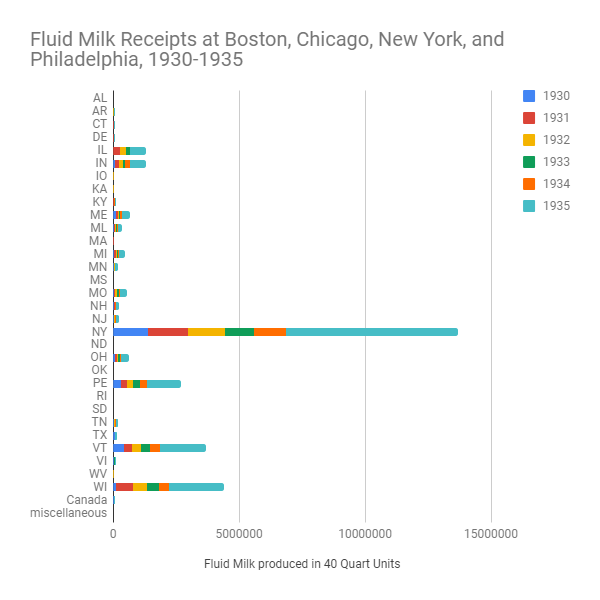 Fluid Milk Receipts at Boston, Chicago, New York, and
Philadelphia, 1930-1935
1930
1931
1932
1933
1934
1935
AL
AR
CT
DE
IL
IN
IO
KA
KY
ME
ML
MA
MI
MN
MS
MO
NH
NJ
NY
ND
OH
OK
PE
RI
SD
TN
TX
VT
VI
WV
WI
Canada
miscellaneous
0 5000000 10000000 15000000
Fluid Milk produced in 40 Quart Units